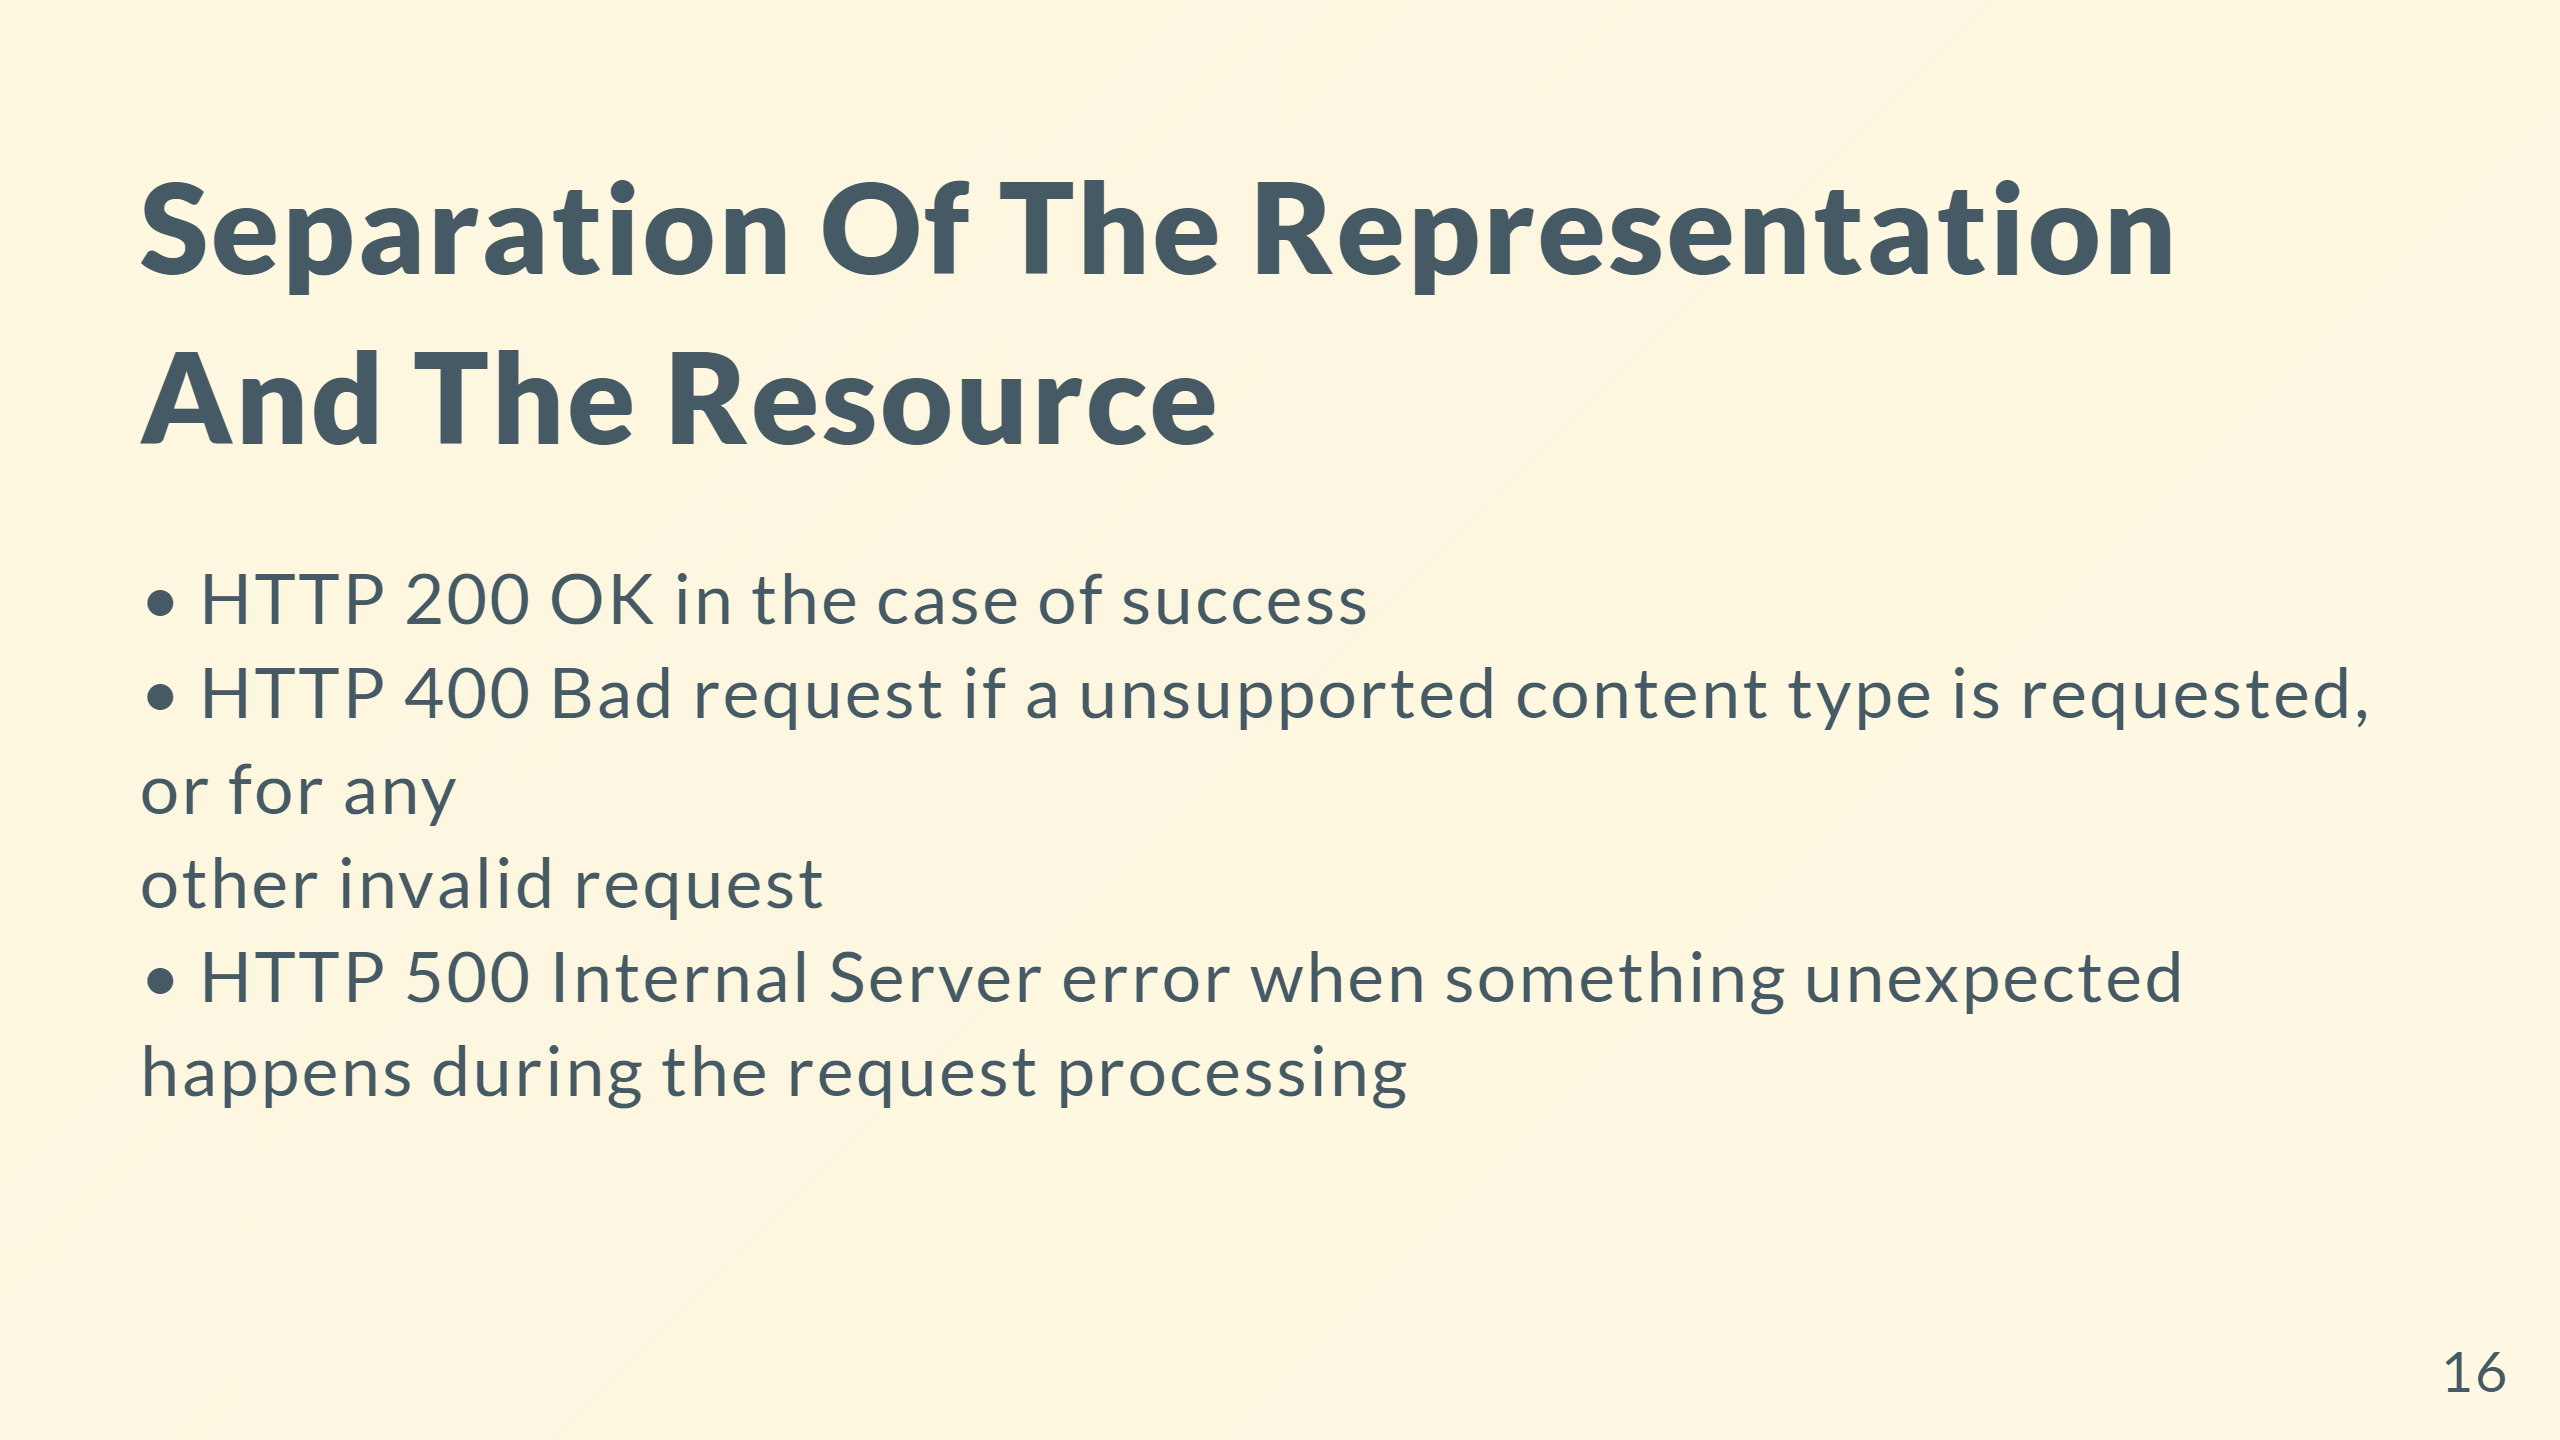 Separation Of The Representation
And The Resource
• HTTP 200 OK in the case of success
• HTTP 400 Bad request if a unsupported content type is requested,
or for any
other invalid request
• HTTP 500 Internal Server error when something unexpected
happens during the request processing
16